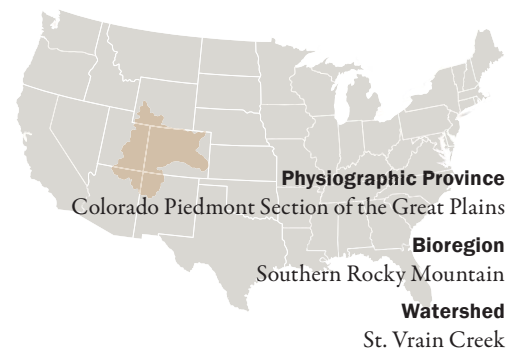 Physiographic Province
Colorado Piedmont Section of the Great Plains
Bioregion
Southern Rocky Mountain
Watershed
St. Vrain Creek